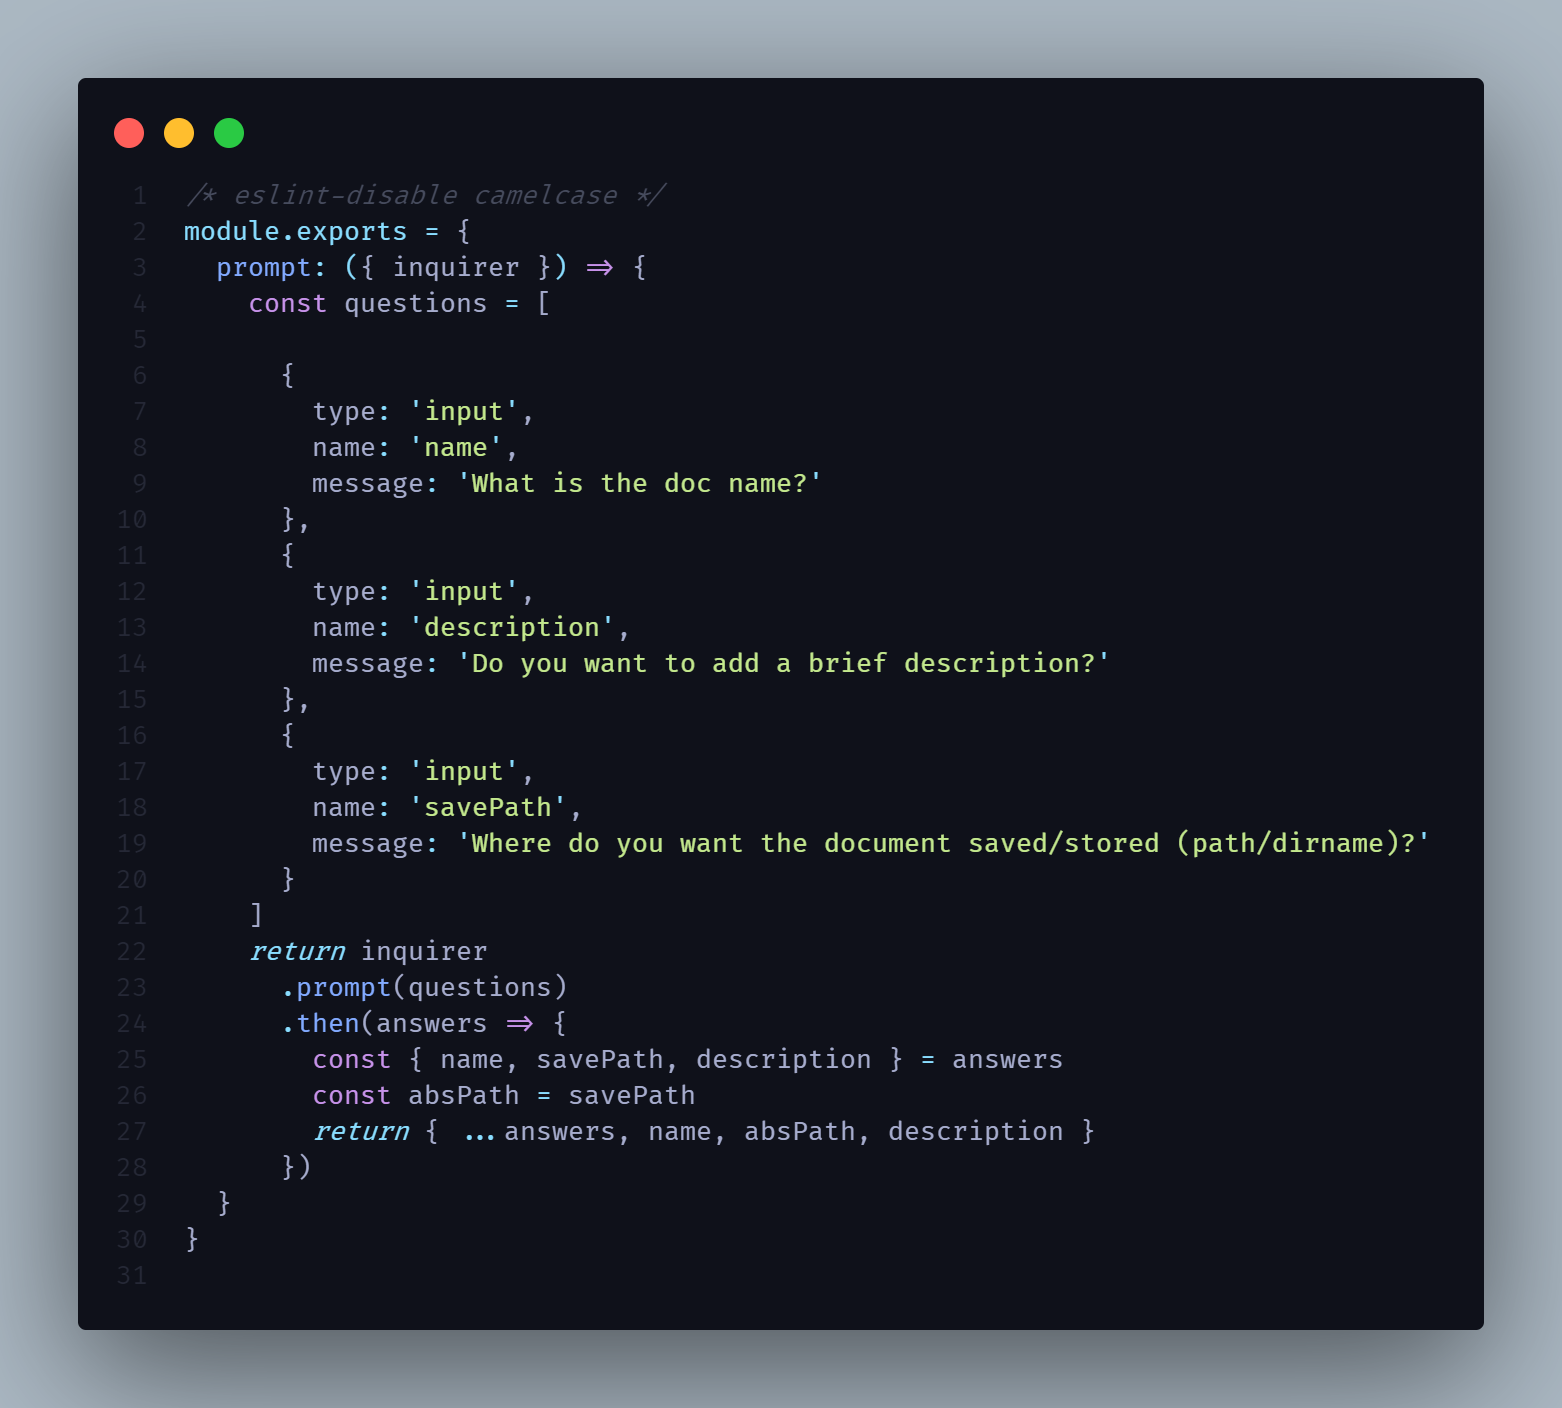 1 /* eslint-disable camelcase */
2 module.exports = {
3   prompt: ({ inquirer }) => {
4     const questions = [
5
6       {
7         type: 'input',
8         name: 'name',
9         message: 'What is the doc name?'
10       },
11       {
12         type: 'input',
13         name: 'description',
14         message: 'Do you want to add a brief description?'
15       },
16       {
17         type: 'input',
18         name: 'savePath',
19         message: 'Where do you want the document saved/stored (path/dirname)?'
20       }
21     ]
22     return inquirer
23       .prompt(questions)
24       .then(answers => {
25         const { name, savePath, description } = answers
26         const absPath = savePath
27         return { ...answers, name, absPath, description }
28       })
29   }
30 }
31